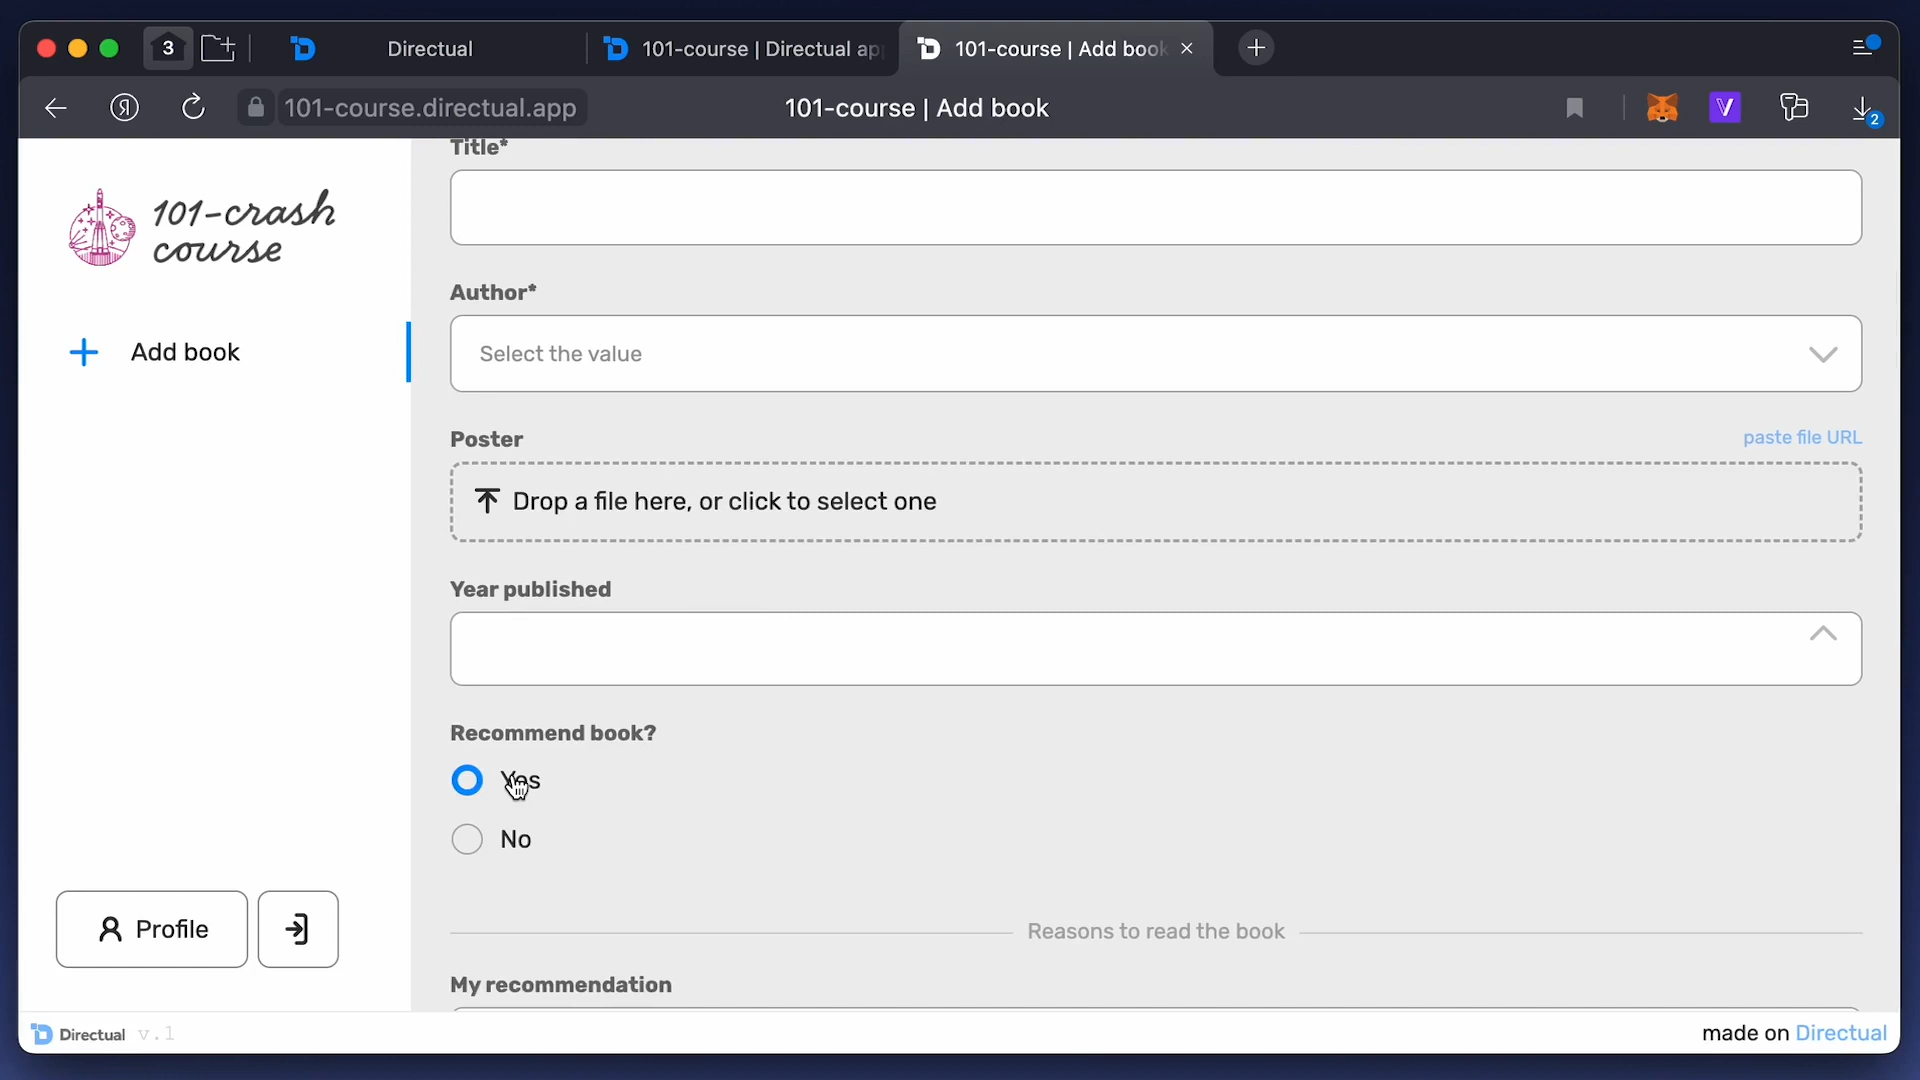 3
Directual
101-course | Directual ap
101-course | Add book
Я
101-course.directual.app
101-course | Add book
V
2
101-crash
course
Add book
Title*
Author*
Select the value
Poster
paste file URL
Drop a file here, or click to select one
Year published
Recommend book?
Yes
No
Reasons to read the book
My recommendation
Profile
Directual v.1
made on Directual